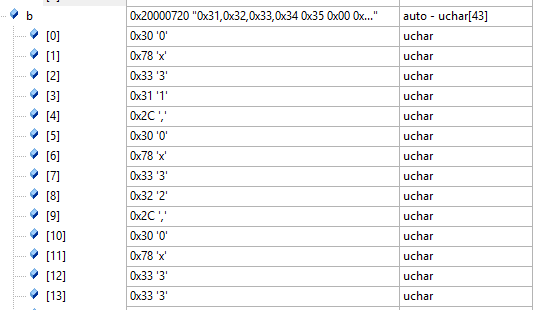 b 0x20000720 "0x31,0x32,0x33,0x34 0x35 0x00 0x..." auto - uchar[43]
[0] 0x30 '0' uchar
[1] 0x78 'x' uchar
[2] 0x33 '3' uchar
[3] 0x31 '1' uchar
[4] 0x2C ',' uchar
[5] 0x30 '0' uchar
[6] 0x78 'x' uchar
[7] 0x33 '3' uchar
[8] 0x32 '2' uchar
[9] 0x2C ',' uchar
[10] 0x30 '0' uchar
[11] 0x78 'x' uchar
[12] 0x33 '3' uchar
[13] 0x33 '3' uchar